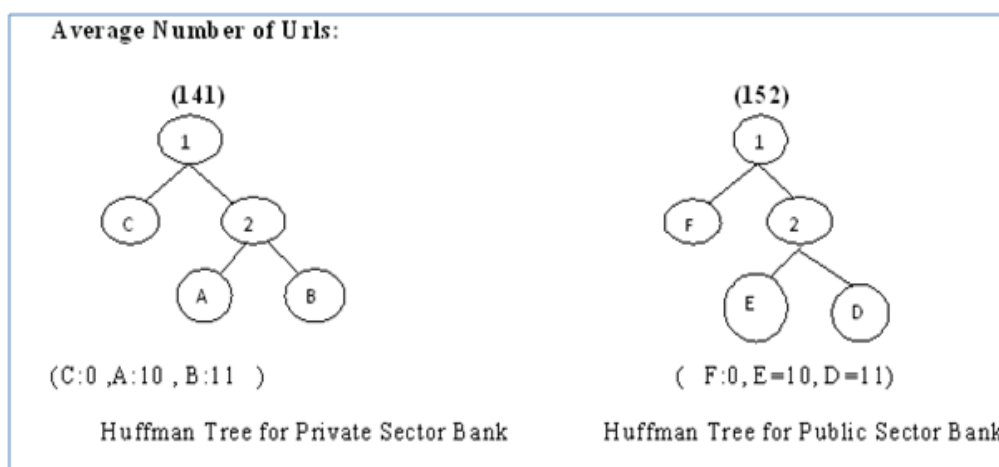 Average Number of Urls:
(141) (152)
1 1
C 2 F 2
A B E D
(C:0 ,A:10 , B:11 ) ( F:0, E=10, D=11)
Huffman Tree for Private Sector Bank Huffman Tree for Public Sector Bank